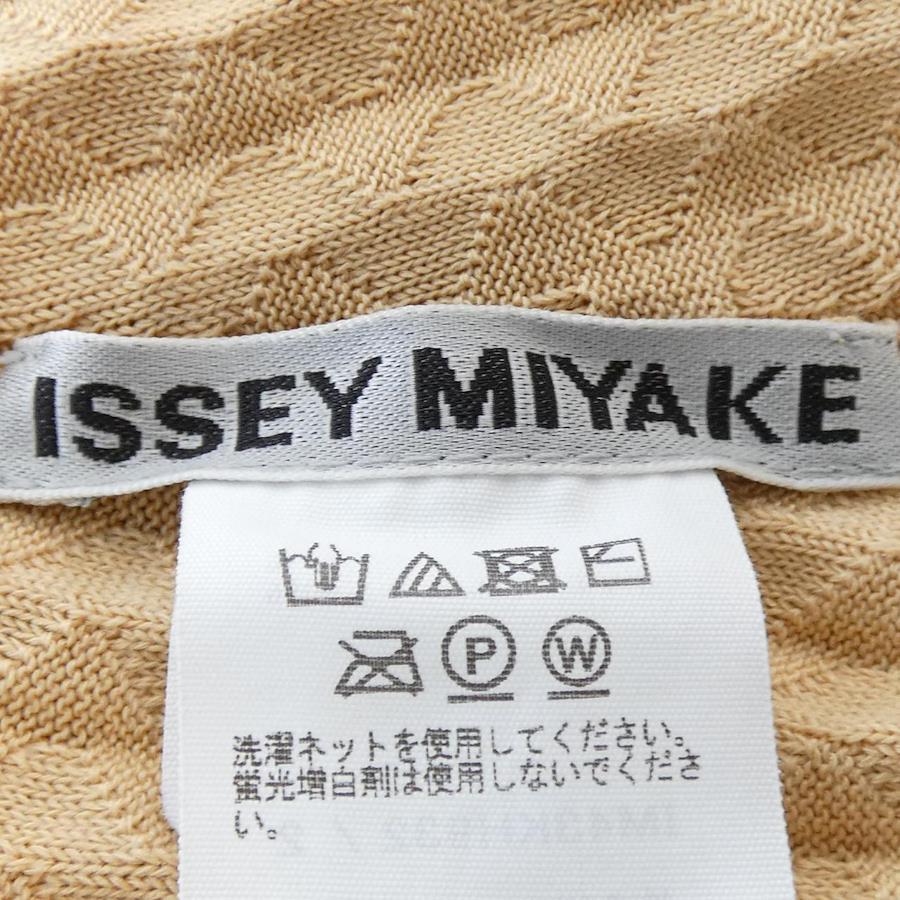 ISSEY MIYAKE
P W
洗濯ネットを使用してください。
蛍光増白剤は使用しないでくださ
い。